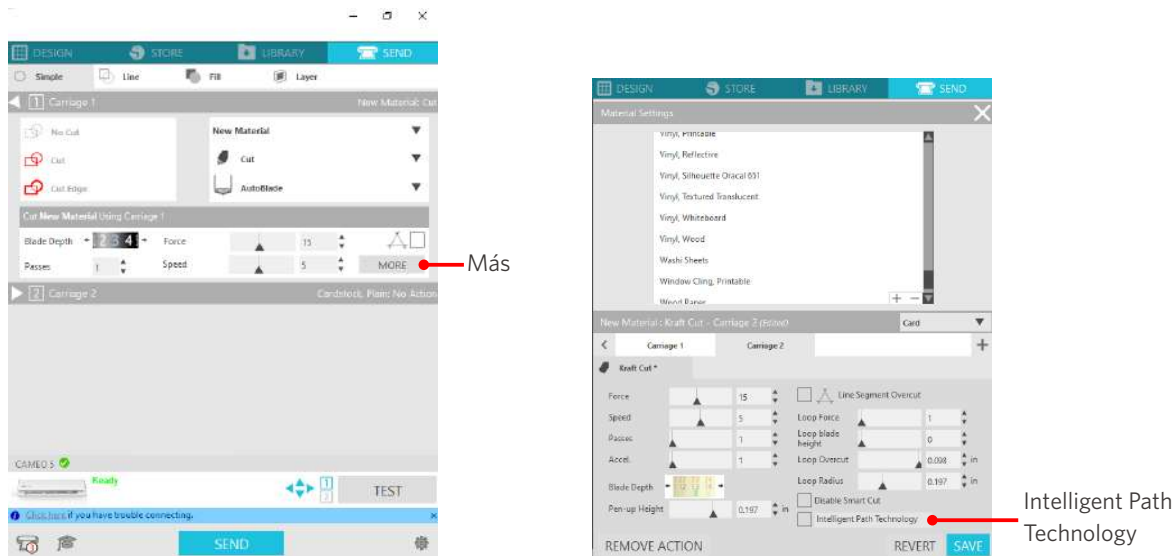 DESIGN STORE LIBRARY SEND
Simple Line Fill Layer
1 Carriage 1 New Material: Cut
No Cut
Cut
Cut Edge
New Material
Cut
AutoBlade
Cut New Material Using Carriage 1
Blade Depth 2 3 4 Force 15
Passes 1 Speed 5 MORE
Más
2 Carriage 2 Cardstock, Plain: No Action
CAMEO 5
Ready
1
2
TEST
Click here if you have trouble connecting.
SEND
DESIGN STORE LIBRARY SEND
Material Settings
Vinyl, Printable
Vinyl, Reflective
Vinyl, Silhouette Oracal 651
Vinyl, Textured Translucent
Vinyl, Whiteboard
Vinyl, Wood
Washi Sheets
Window Cling, Printable
Wood Paper
New Material : Kraft Cut - Carriage 2 (Edited) Card
Carriage 1 Carriage 2
Kraft Cut *
Force 15 Line Segment Overcut
Speed 5 Loop Force 1
Passes 1 Loop blade height 0
Accel. 1 Loop Overcut 0.098 in
Blade Depth Loop Radius 0.197 in
Disable Smart Cut
Pen-up Height 0.197 in Intelligent Path Technology
REMOVE ACTION REVERT SAVE
Intelligent Path
Technology